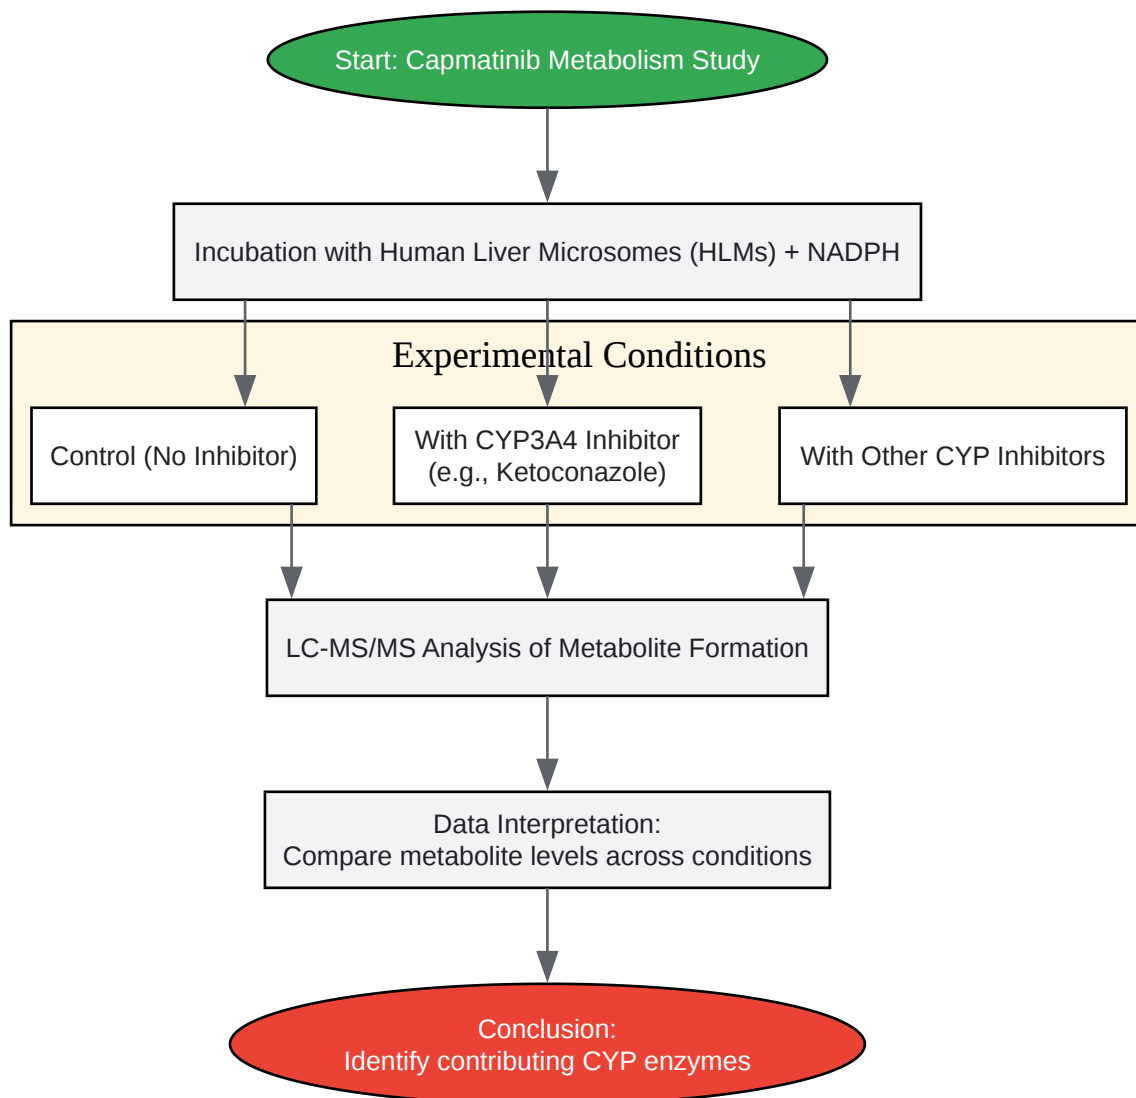 Start: Capmatinib Metabolism Study
Incubation with Human Liver Microsomes (HLMs) + NADPH
Experimental Conditions
Control (No Inhibitor)
With CYP3A4 Inhibitor
(e.g., Ketoconazole)
With Other CYP Inhibitors
LC-MS/MS Analysis of Metabolite Formation
Data Interpretation:
Compare metabolite levels across conditions
Conclusion:
Identify contributing CYP enzymes